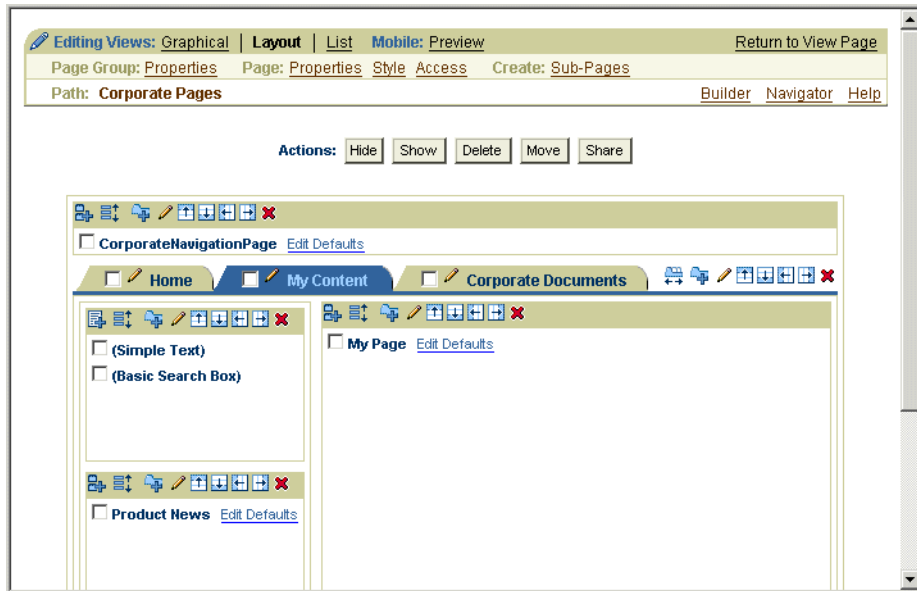 Editing Views: Graphical | Layout | List Mobile: Preview Return to View Page
Page Group: Properties Page: Properties Style Access Create: Sub-Pages
Path: Corporate Pages Builder Navigator Help
Actions: Hide Show Delete Move Share
CorporateNavigationPage Edit Defaults
Home My Content Corporate Documents
(Simple Text)
(Basic Search Box)
My Page Edit Defaults
Product News Edit Defaults